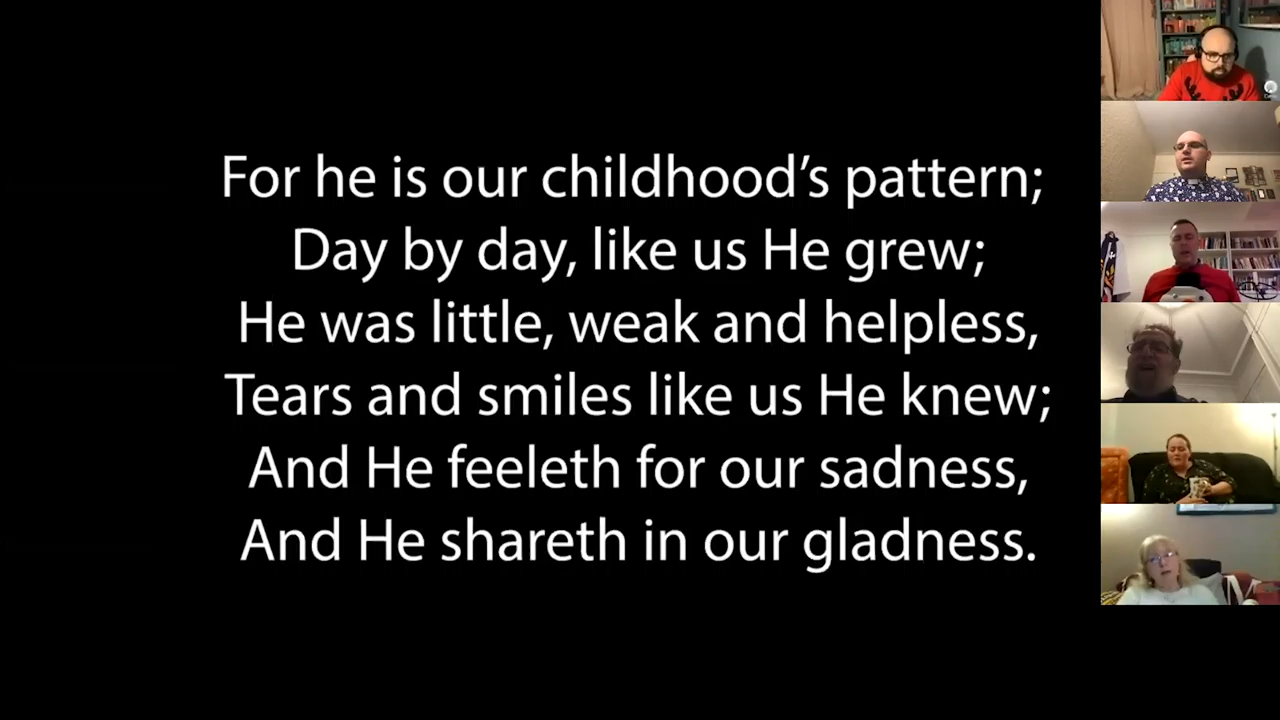 For he is our childhood’s pattern;
Day by day, like us He grew;
He was little, weak and helpless,
Tears and smiles like us He knew;
And He feeleth for our sadness,
And He shareth in our gladness.